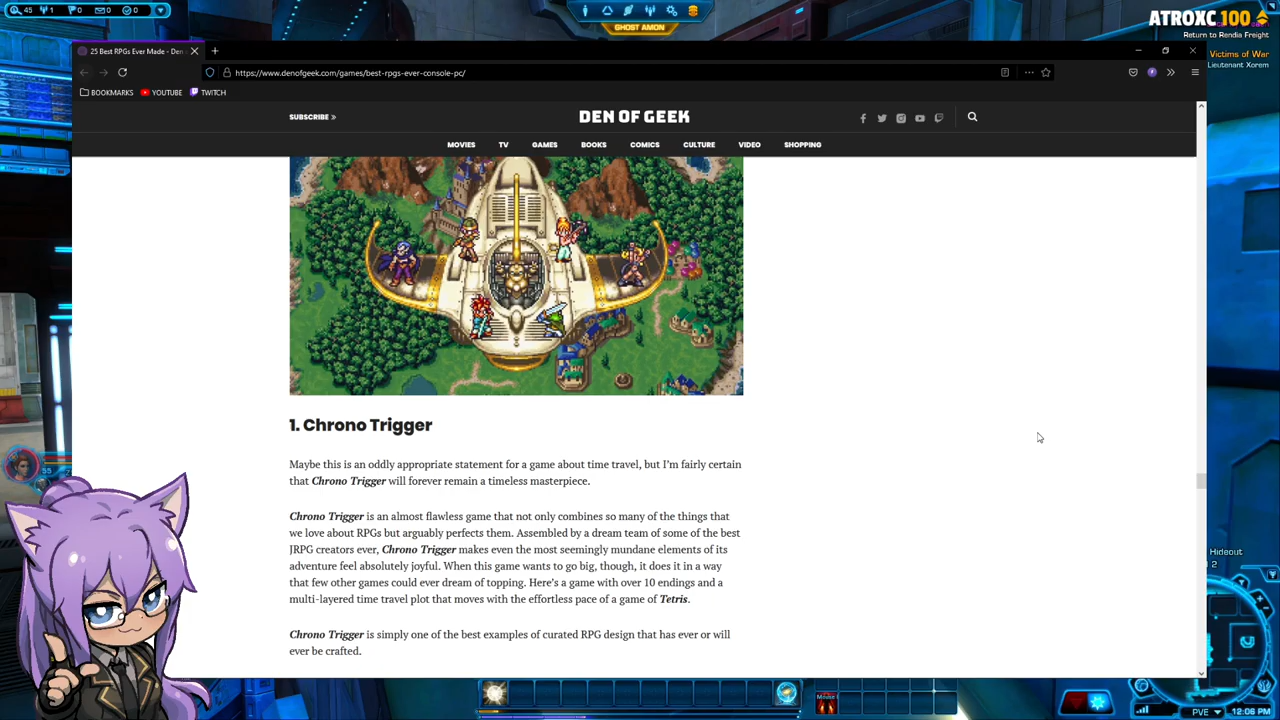 45 1 0 0 0
GHOST AMON
ATROXC 100
Return to Rendia Freight
Victims of War
Lieutenant Xorem
25 Best RPGs Ever Made - Den
https://www.denofgeek.com/games/best-rpgs-ever-console-pc/
BOOKMARKS YOUTUBE TWITCH
SUBSCRIBE »
DEN OF GEEK
MOVIES TV GAMES BOOKS COMICS CULTURE VIDEO SHOPPING
1. Chrono Trigger
Maybe this is an oddly appropriate statement for a game about time travel, but I'm fairly certain
that Chrono Trigger will forever remain a timeless masterpiece.
Chrono Trigger is an almost flawless game that not only combines so many of the things that
we love about RPGs but arguably perfects them. Assembled by a dream team of some of the best
JRPG creators ever, Chrono Trigger makes even the most seemingly mundane elements of its
adventure feel absolutely joyful. When this game wants to go big, though, it does it in a way
that few other games could ever dream of topping. Here's a game with over 10 endings and a
multi-layered time travel plot that moves with the effortless pace of a game of Tetris.
Chrono Trigger is simply one of the best examples of curated RPG design that has ever or will
ever be crafted.
55
Hideout
2
PVE 12:06 PM